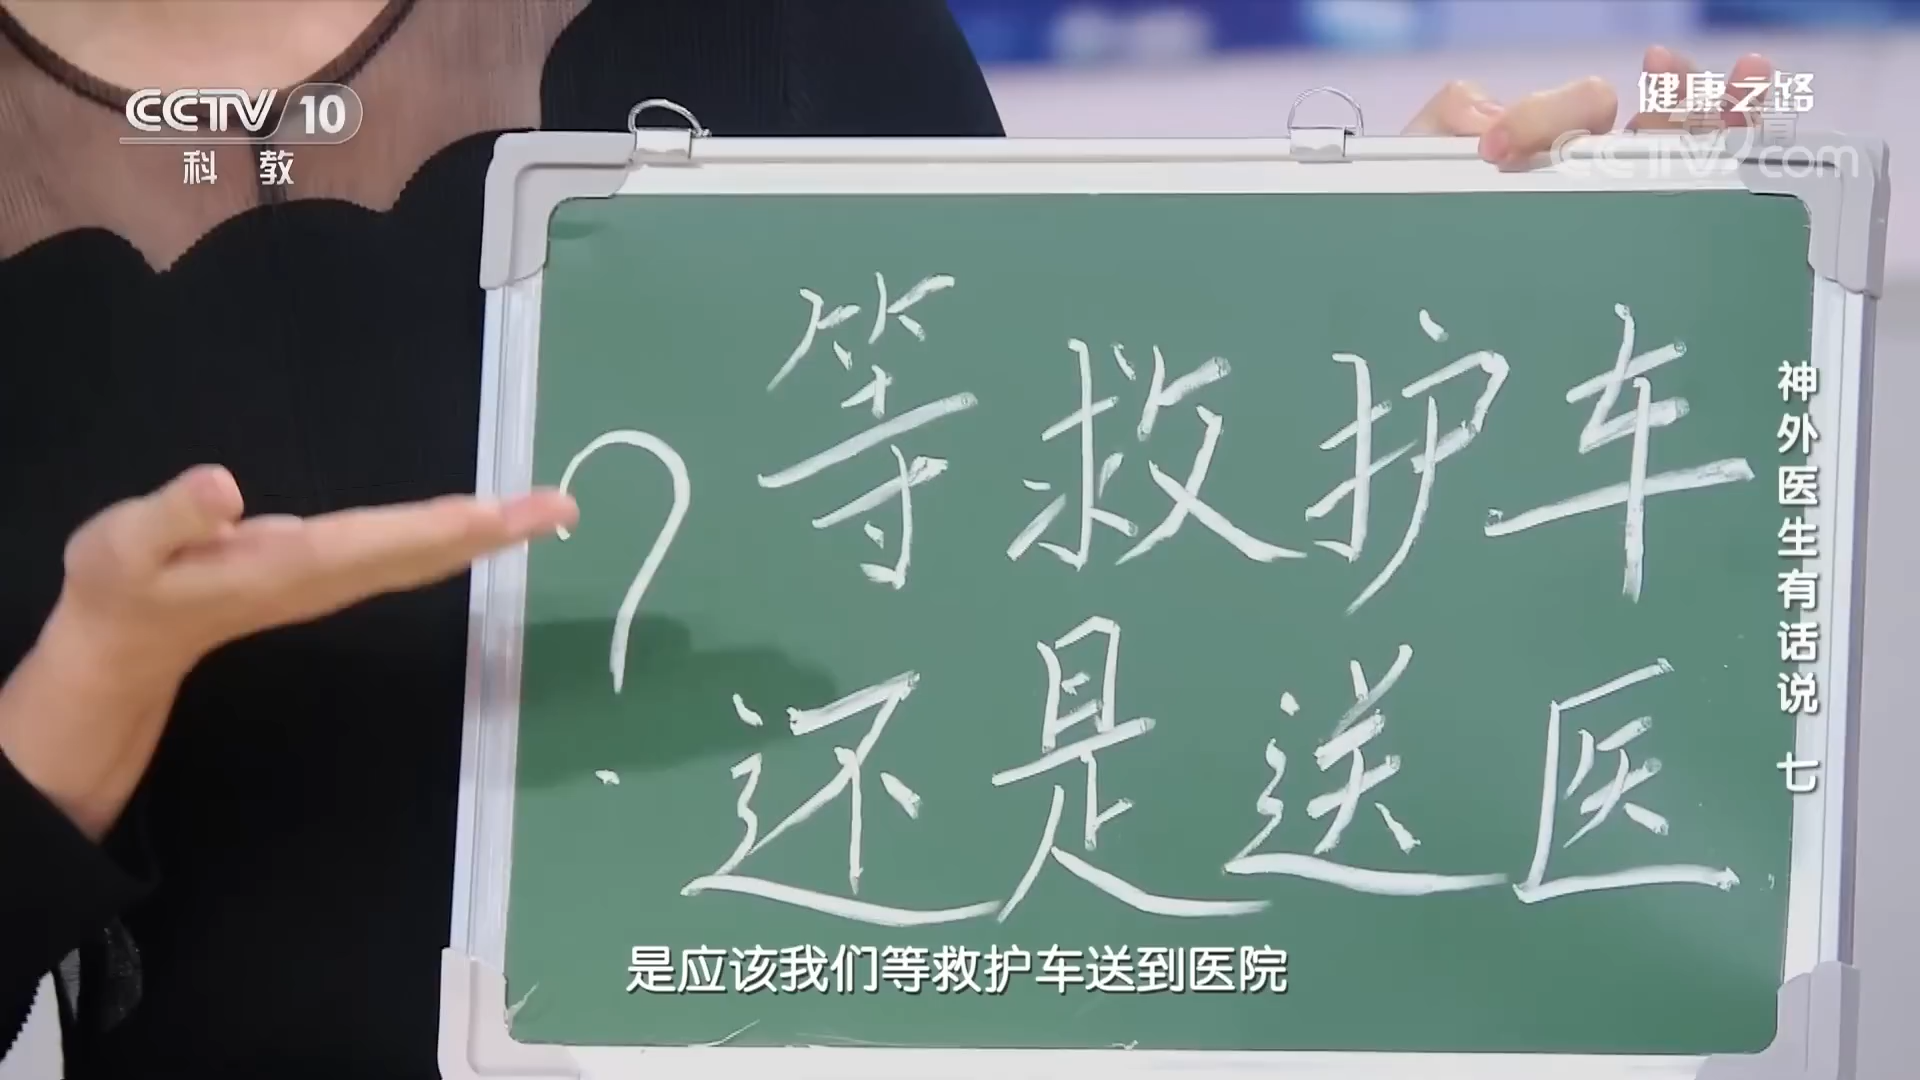 CCTV 10
科教
健康之路
高清
CCTV.com
?等救护车
还是送医
神外医生有话说 七
是应该我们等救护车送到医院